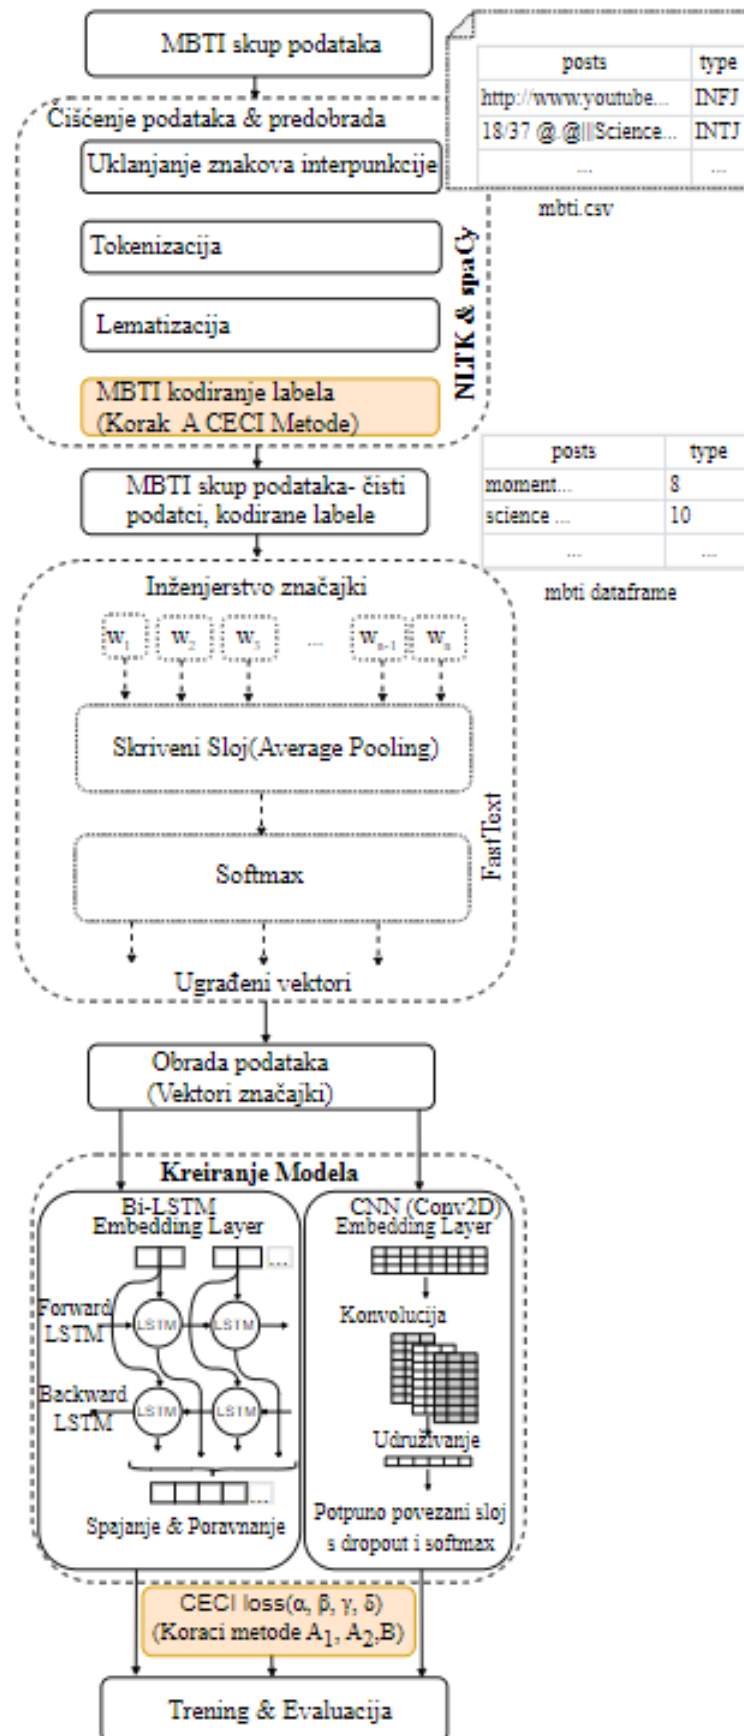 MBTI skup podataka
posts type
http://www.youtube... INFJ
18/37 @.@|||Science... INTJ
.... ...
mbti.csv
Čišćenje podataka & predobrada
Uklanjanje znakova interpunkcije
Tokenizacija
Lematizacija
MBTI kodiranje labela
(Korak A CECI Metode)
NLTK & spaCy
MBTI skup podataka- čisti
podatci, kodirane labele
posts type
moment... 8
science ... 10
... ...
mbti dataframe
Inženjerstvo značajki
w1 w2 w3 ... wn-1 wn
Skriveni Sloj(Average Pooling)
Softmax
FastText
Ugrađeni vektori
Obrada podataka
(Vektori značajki)
Kreiranje Modela
Bi-LSTM
Embedding Layer
...
Forward
LSTM
LSTM LSTM
Backward
LSTM
LSTM LSTM
...
Spajanje & Poravnanje
CNN (Conv2D)
Embedding Layer
Konvolucija
Udruživanje
Potpuno povezani sloj
s dropout i softmax
CECI loss(α, β, γ, δ)
(Koraci metode A1, A2,B)
Trening & Evaluacija